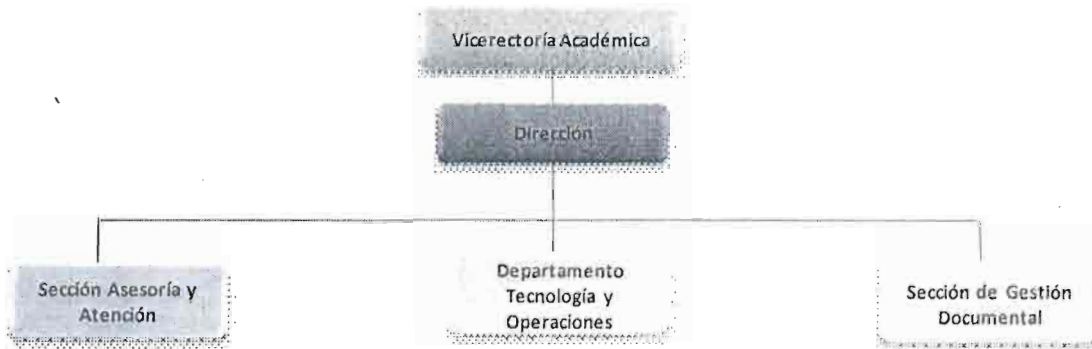 Vicerectoría Académica
Dirección
Sección Asesoría y
Atención
Departamento
Tecnología y
Operaciones
Sección de Gestión
Documental